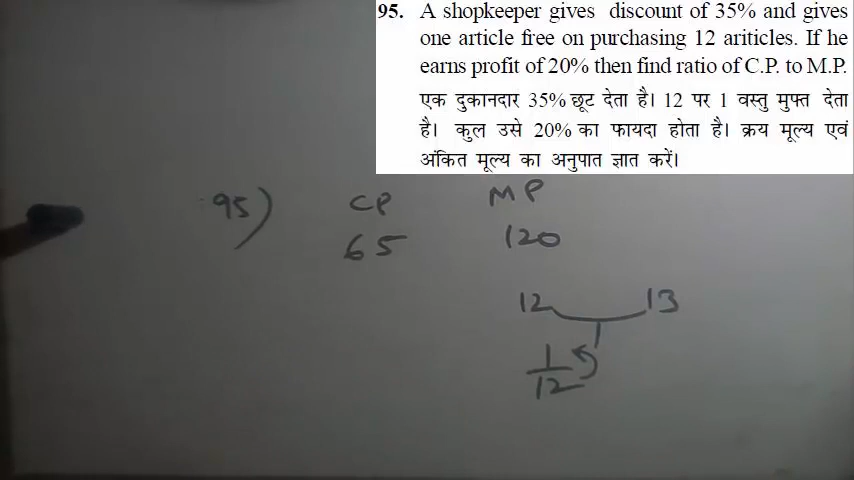 95. A shopkeeper gives discount of 35% and gives
one article free on purchasing 12 ariticles. If he
earns profit of 20% then find ratio of C.P. to M.P.
एक दुकानदार 35% छूट देता है। 12 पर 1 वस्तु मुफ्त देता
है। कुल उसे 20% का फायदा होता है। क्रय मूल्य एवं
अंकित मूल्य का अनुपात ज्ञात करें।
95) CP MP
65 120
12 13
1
12